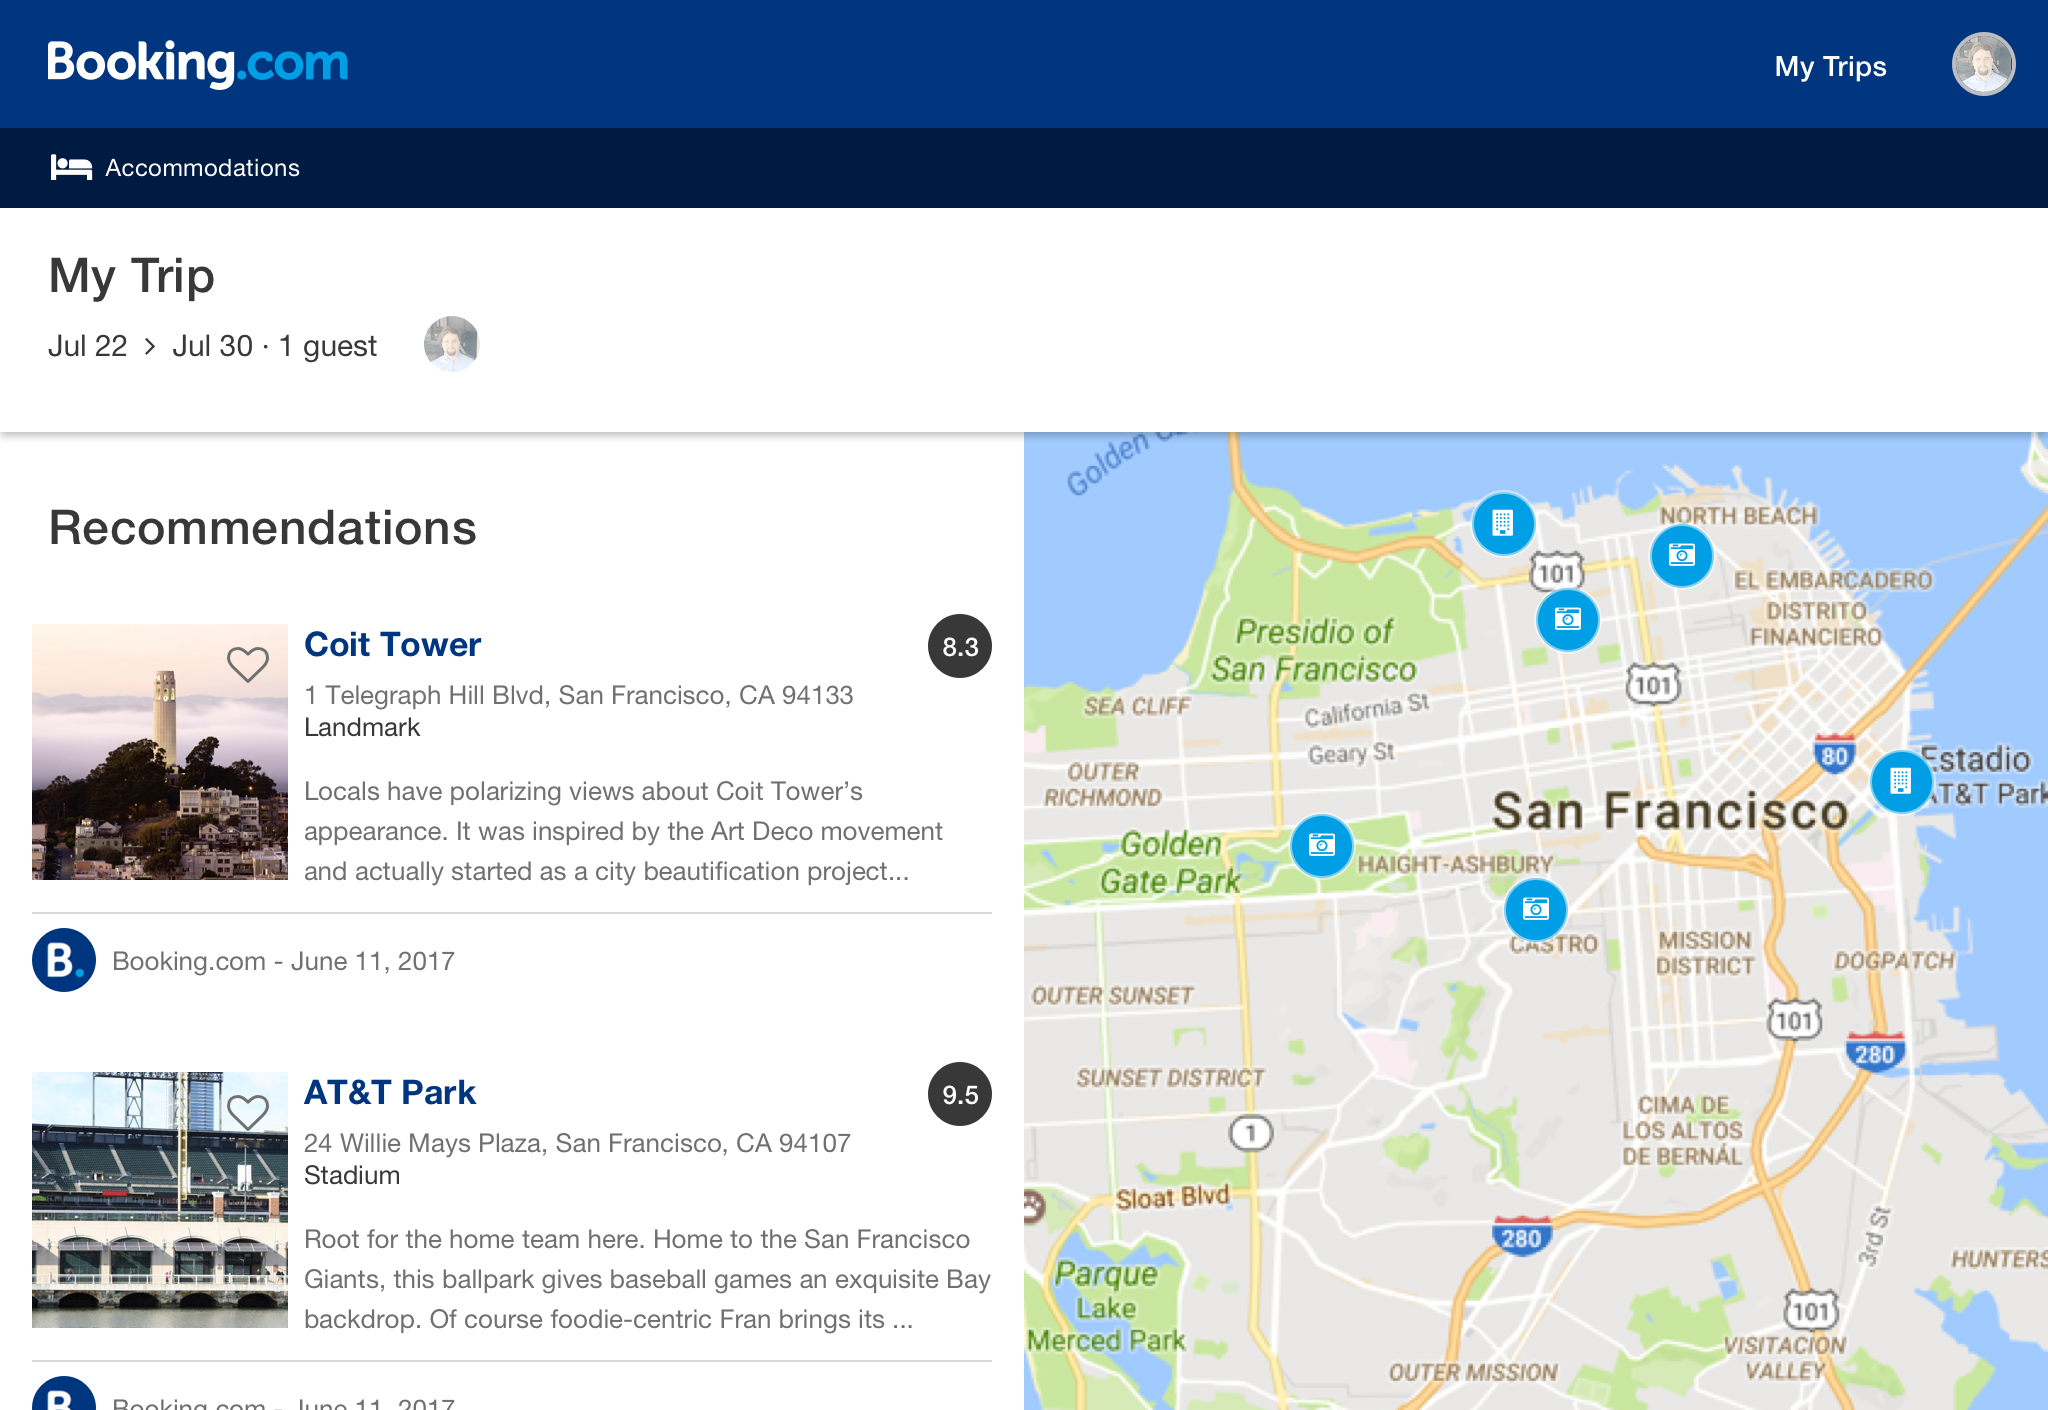 Booking.com
My Trips
Accommodations
My Trip
Jul 22 > Jul 30 · 1 guest
Recommendations
Coit Tower
8.3
1 Telegraph Hill Blvd, San Francisco, CA 94133
Landmark
Locals have polarizing views about Coit Tower’s
appearance. It was inspired by the Art Deco movement
and actually started as a city beautification project...
B.
Booking.com - June 11, 2017
AT&T Park
9.5
24 Willie Mays Plaza, San Francisco, CA 94107
Stadium
Root for the home team here. Home to the San Francisco
Giants, this ballpark gives baseball games an exquisite Bay
backdrop. Of course foodie-centric Fran brings its ...
B.
Booking.com - June 11, 2017
Golden
NORTH BEACH
101
EL EMBARCADERO
DISTRITO
FINANCIERO
Presidio of
San Francisco
101
SEA CLIFF
California St
Geary St
80
Estadio
AT&T Park
OUTER
RICHMOND
San Francisco
Golden
Gate Park
HAIGHT-ASHBURY
CASTRO
MISSION
DISTRICT
DOGPATCH
OUTER SUNSET
101
280
SUNSET DISTRICT
CIMA DE
LOS ALTOS
DE BERNÁL
1
Sloat Blvd
280
3rd St
HUNTERS
Parque
Lake
Merced Park
101
VISITACION
VALLEY
OUTER MISSION